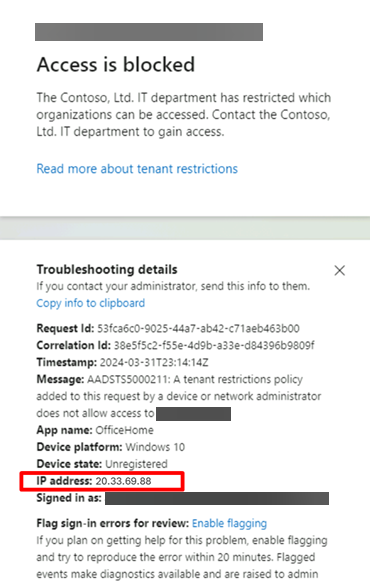 Access is blocked
The Contoso, Ltd. IT department has restricted which
organizations can be accessed. Contact the Contoso,
Ltd. IT department to gain access.
Read more about tenant restrictions
Troubleshooting details
If you contact your administrator, send this info to them.
Copy info to clipboard
Request Id: 53fca6c0-9025-44a7-ab42-c71aeb463b00
Correlation Id: 38e5f5c2-f55e-4d9b-a33e-d84396b9809f
Timestamp: 2024-03-31T23:14:14Z
Message: AADSTS5000211: A tenant restrictions policy
added to this request by a device or network administrator
does not allow access to
App name: OfficeHome
Device platform: Windows 10
Device state: Unregistered
IP address: 20.33.69.88
Signed in as:
Flag sign-in errors for review: Enable flagging
If you plan on getting help for this problem, enable flagging
and try to reproduce the error within 20 minutes. Flagged
events make diagnostics available and are raised to admin